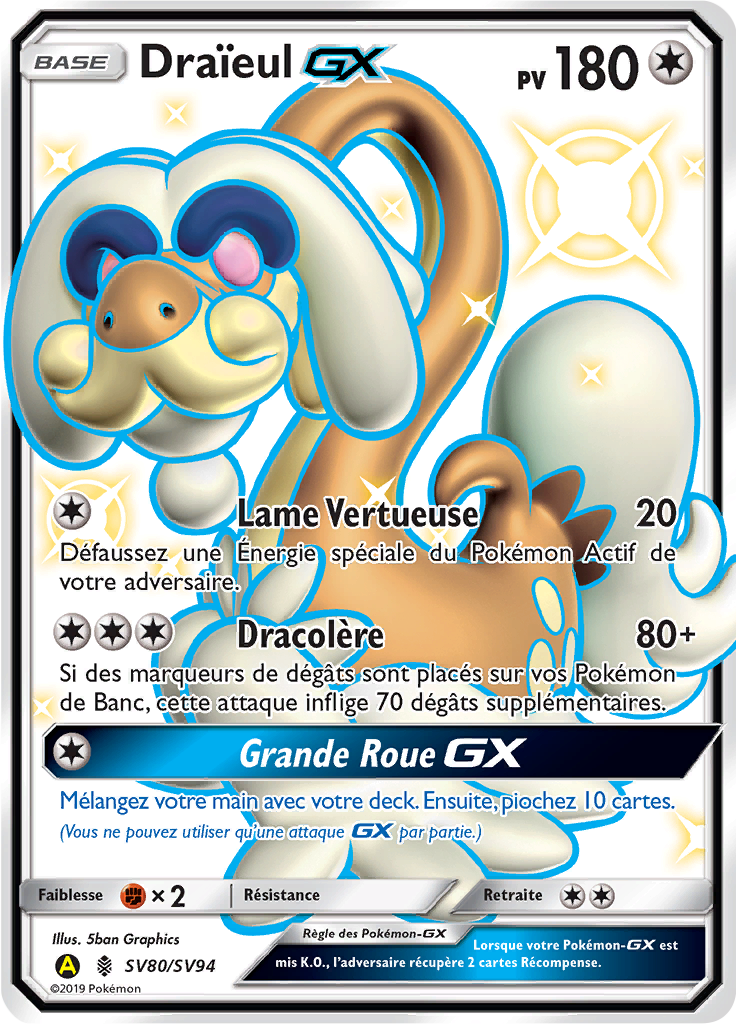 BASE Draïeul GX PV 180
Lame Vertueuse 20
Défaussez une Énergie spéciale du Pokémon Actif de
votre adversaire.
Dracolère 80+
Si des marqueurs de dégâts sont placés sur vos Pokémon
de Banc, cette attaque inflige 70 dégâts supplémentaires.
Grande Roue GX
Mélangez votre main avec votre deck. Ensuite, piochez 10 cartes.
(Vous ne pouvez utiliser qu'une attaque GX par partie.)
Faiblesse ×2 Résistance Retraite
Illus. 5ban Graphics
Règle des Pokémon-GX
Lorsque votre Pokémon-GX est
mis K.O., l'adversaire récupère 2 cartes Récompense.
A SV80/SV94
©2019 Pokémon